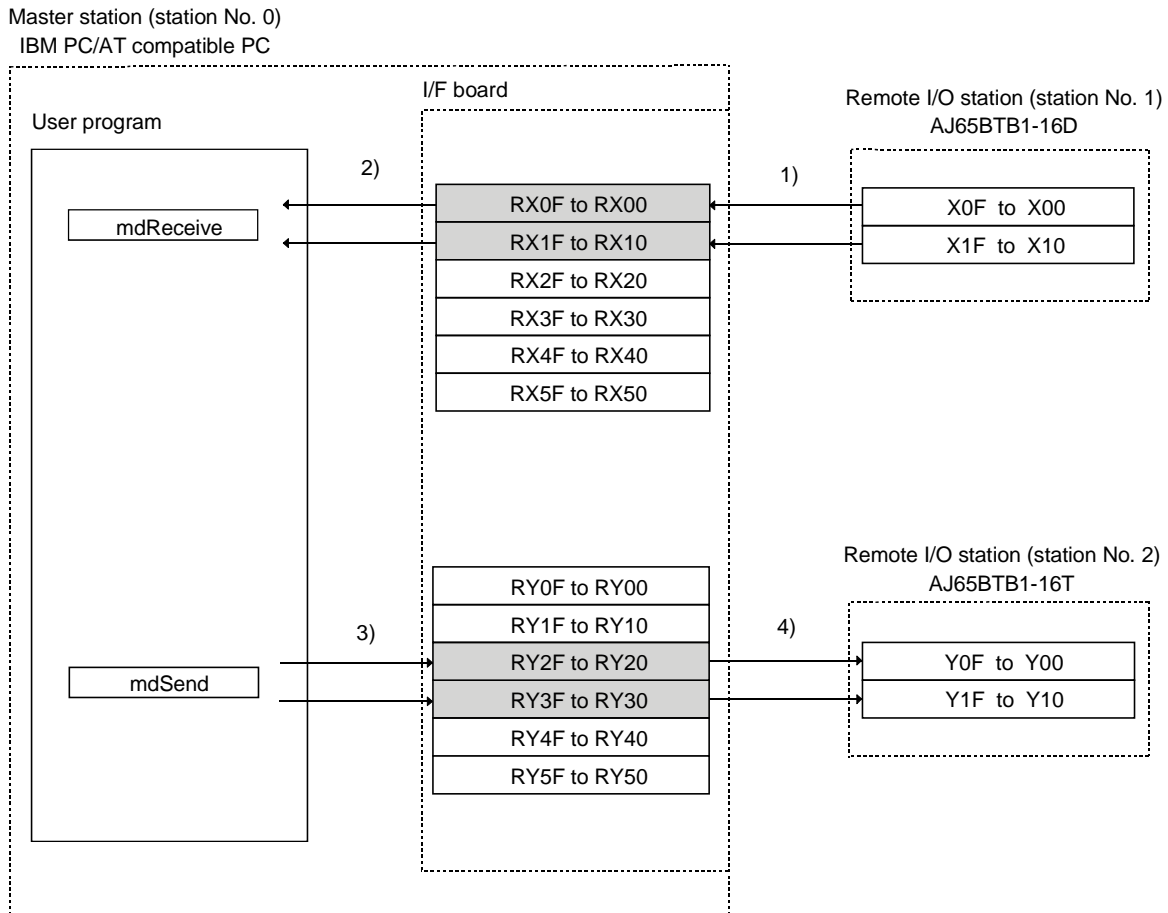 Master station (station No. 0)
IBM PC/AT compatible PC
I/F board
Remote I/O station (station No. 1)
AJ65BTB1-16D
User program
2)
1)
mdReceive
RX0F to RX00
RX1F to RX10
RX2F to RX20
RX3F to RX30
RX4F to RX40
RX5F to RX50
X0F to X00
X1F to X10
Remote I/O station (station No. 2)
AJ65BTB1-16T
3)
4)
mdSend
RY0F to RY00
RY1F to RY10
RY2F to RY20
RY3F to RY30
RY4F to RY40
RY5F to RY50
Y0F to Y00
Y1F to Y10